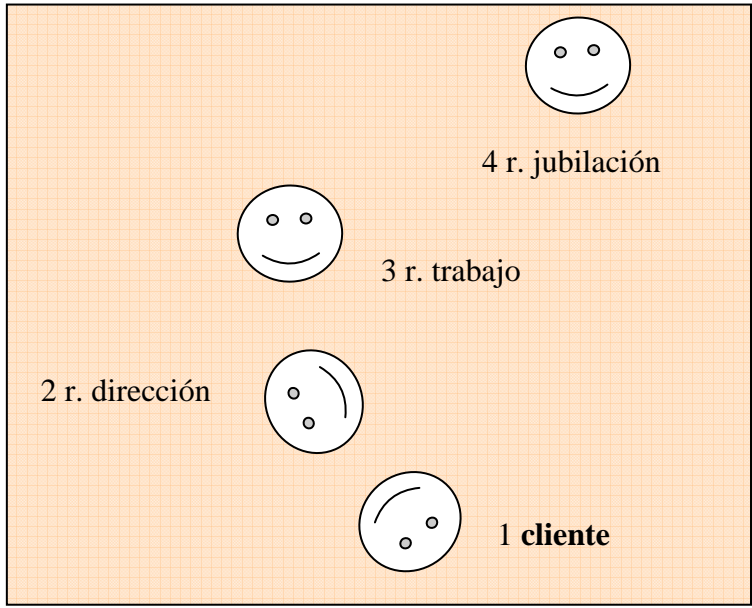 4 r. jubilación
3 r. trabajo
2 r. dirección
1 cliente